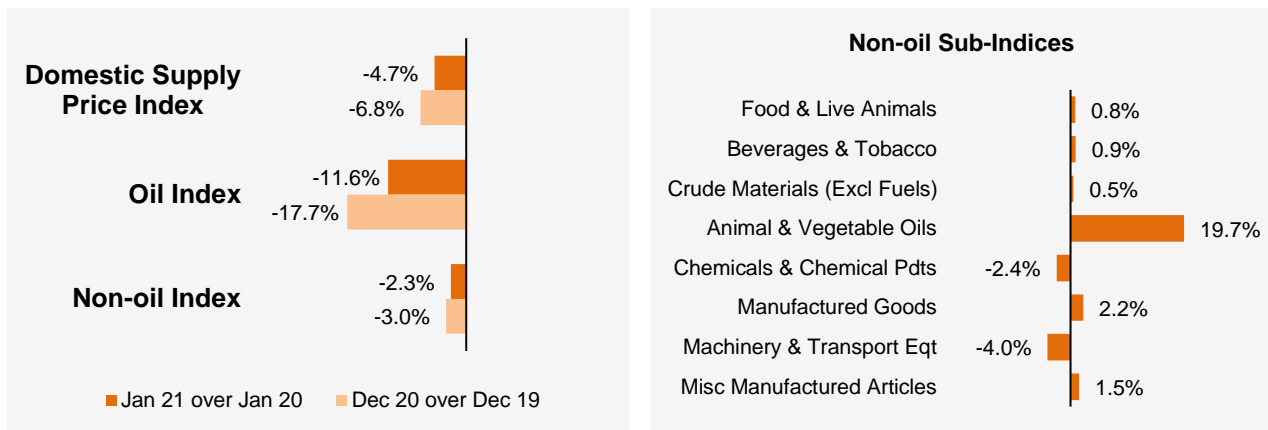 Domestic Supply
Price Index
-4.7%
-6.8%
Oil Index
-11.6%
-17.7%
Non-oil Index
-2.3%
-3.0%
Jan 21 over Jan 20
Dec 20 over Dec 19
Non-oil Sub-Indices
Food & Live Animals
0.8%
Beverages & Tobacco
0.9%
Crude Materials (Excl Fuels)
0.5%
Animal & Vegetable Oils
19.7%
Chemicals & Chemical Pdts
-2.4%
Manufactured Goods
2.2%
Machinery & Transport Eqt
-4.0%
Misc Manufactured Articles
1.5%